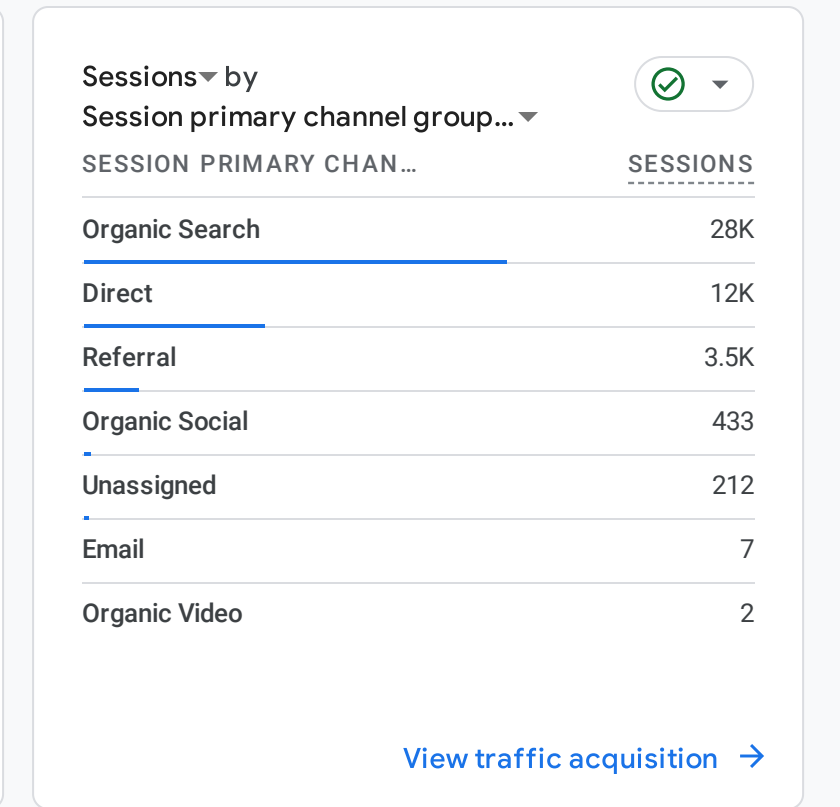 Sessions by
Session primary channel group...
SESSION PRIMARY CHAN... SESSIONS
Organic Search 28K
Direct 12K
Referral 3.5K
Organic Social 433
Unassigned 212
Email 7
Organic Video 2
View traffic acquisition